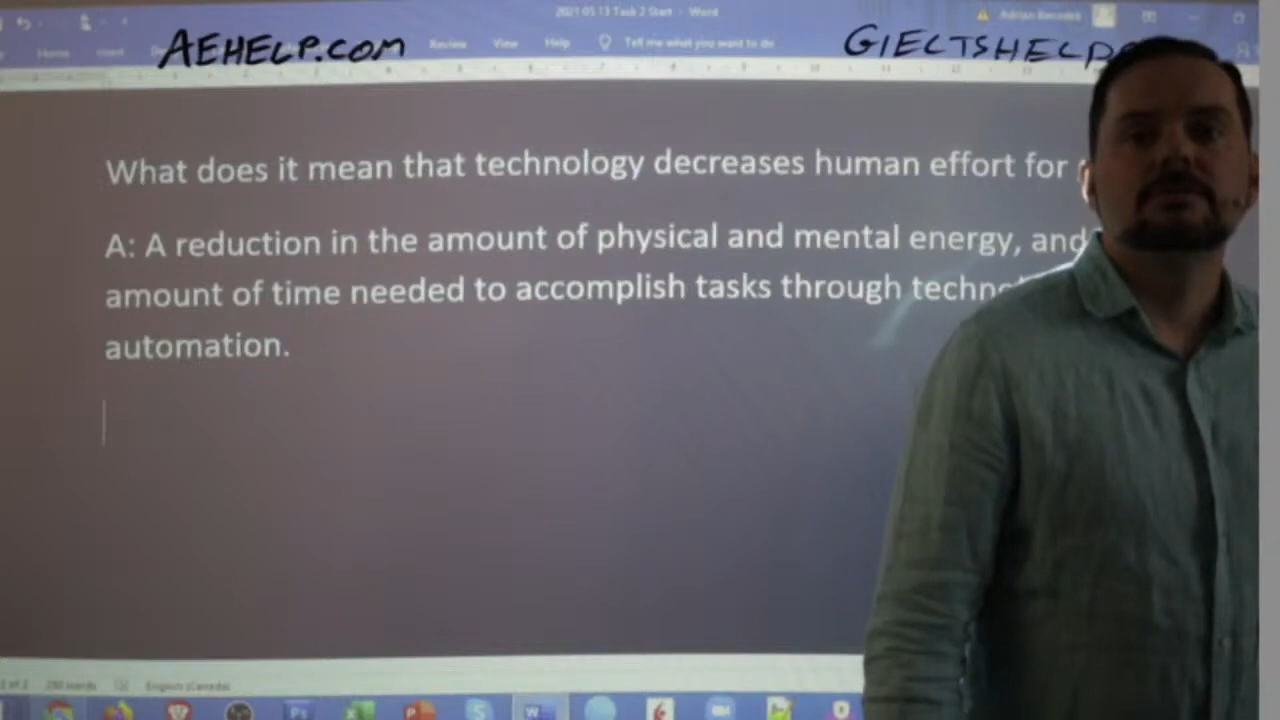 2021 05 13 Task 2 Start - Word
Home Insert Review View Help Tell me what you want to do
AEHELP.COM
GIELTSHELP
What does it mean that technology decreases human effort for
A: A reduction in the amount of physical and mental energy, and
amount of time needed to accomplish tasks through techno
automation.
English (Canada)